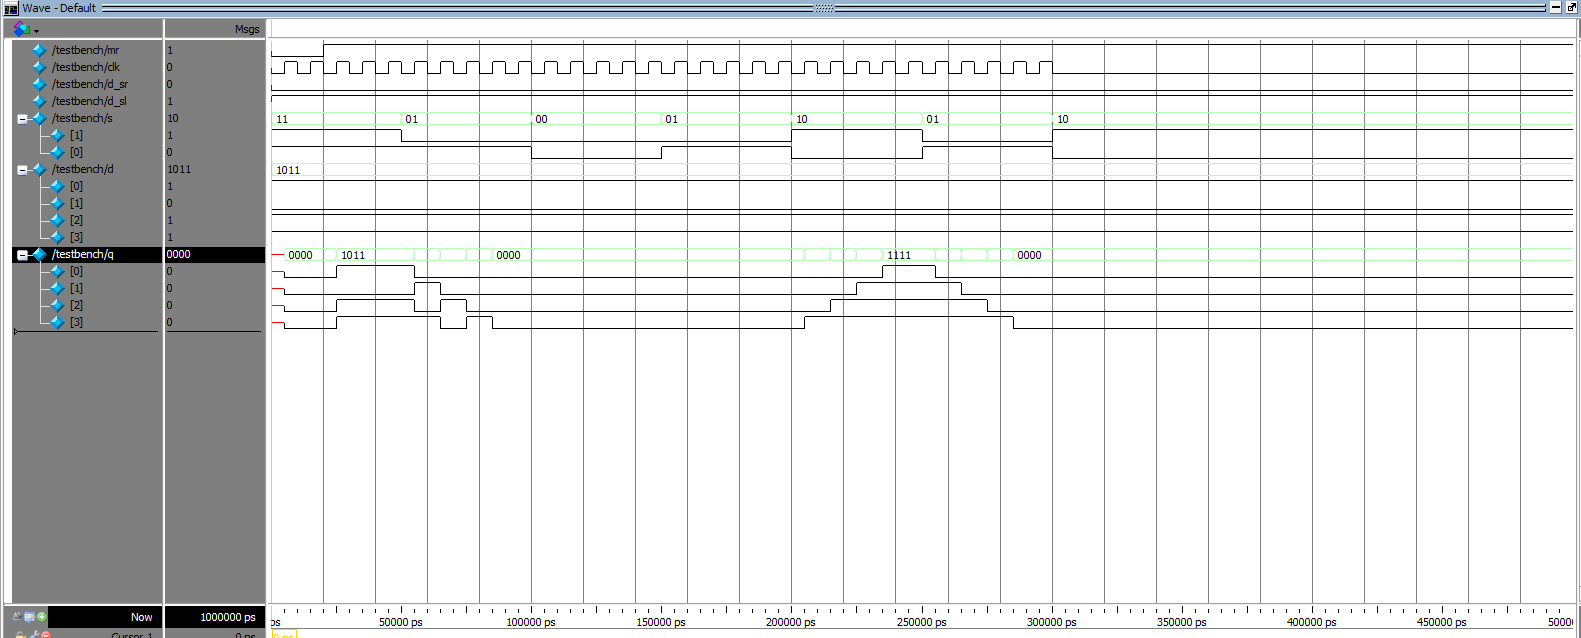 Wave - Default
Msgs
/testbench/mr 1
/testbench/clk 0
/testbench/d_sr 0
/testbench/d_sl 1
/testbench/s 10 11 01 00 01 10 01 10
[1] 1
[0] 0
/testbench/d 1011 1011
[0] 1
[1] 0
[2] 1
[3] 1
/testbench/q 0000 0000 1011 0000 1111 0000
[0] 0
[1] 0
[2] 0
[3] 0
Now 1000000 ps ps 50000 ps 100000 ps 150000 ps 200000 ps 250000 ps 300000 ps 350000 ps 400000 ps 450000 ps 5000
Cursor 1 0 ps 0 ps